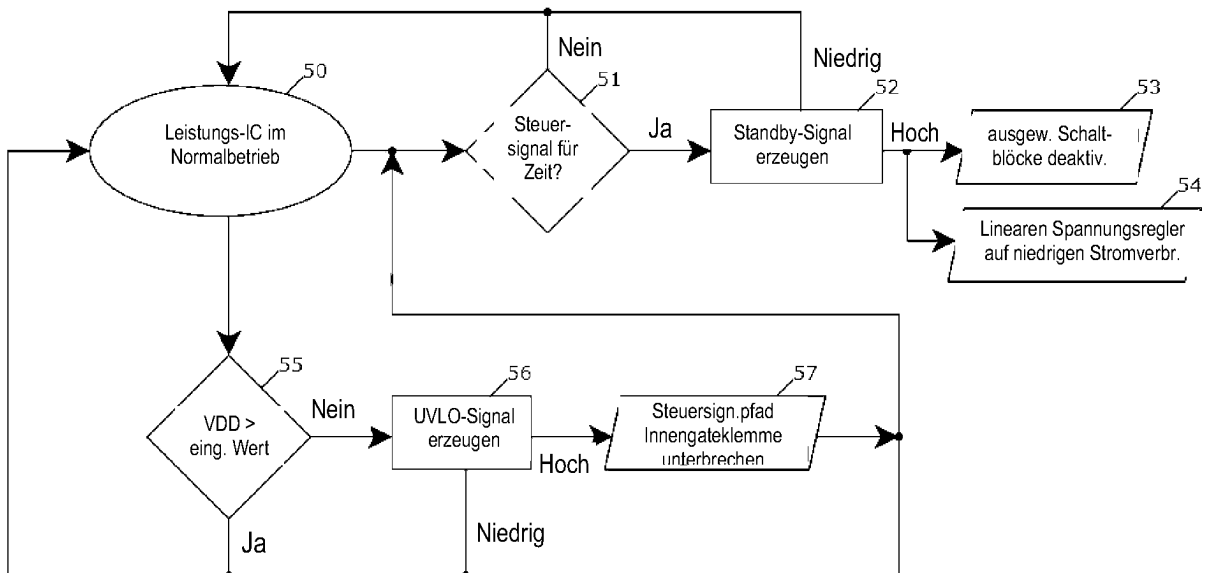 Nein
Niedrig
50
51
52
53
Leistungs-IC im
Normalbetrieb
Steuer-
signal für
Zeit?
Ja
Standby-Signal
erzeugen
Hoch
ausgew. Schalt-
blöcke deaktiv.
54
Linearen Spannungsregler
auf niedrigen Stromverbr.
55
VDD >
eing. Wert
Nein
56
UVLO-Signal
erzeugen
Hoch
57
Steuersign.pfad
Innengateklemme
unterbrechen
Ja
Niedrig